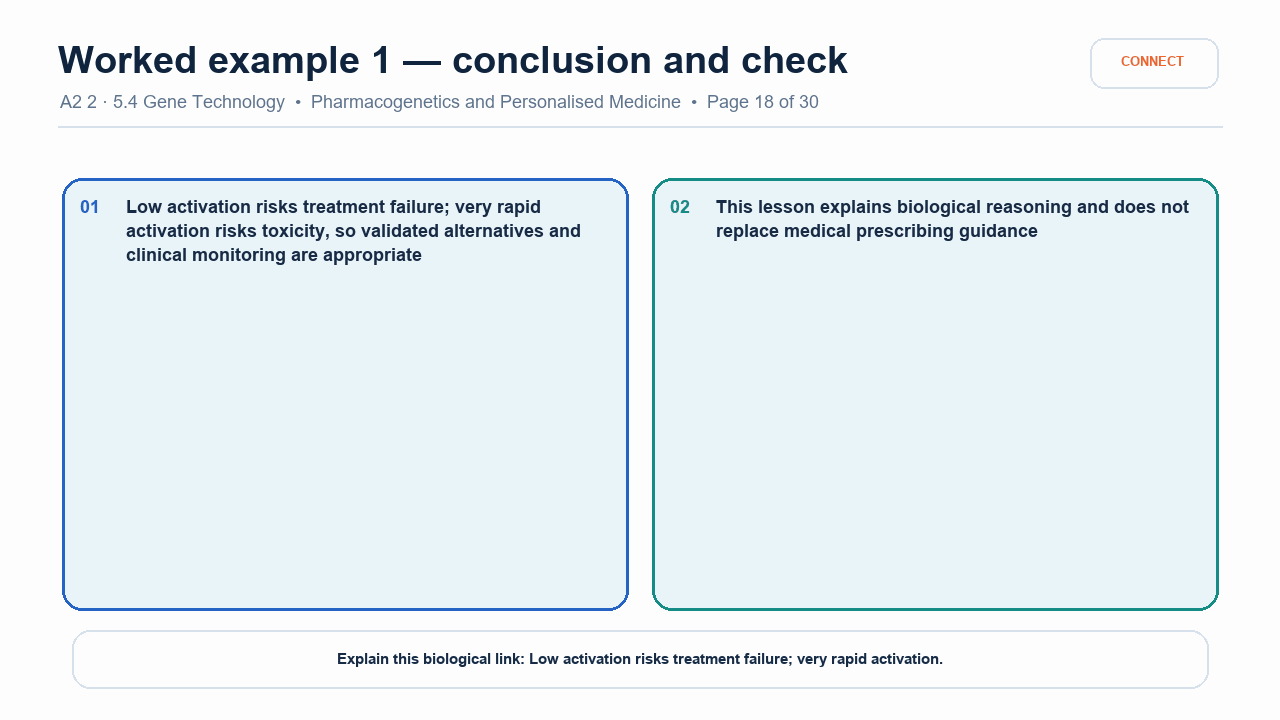 Worked example 1 — conclusion and check
CONNECT
A2 2 · 5.4 Gene Technology • Pharmacogenetics and Personalised Medicine • Page 18 of 30
01 Low activation risks treatment failure; very rapid
activation risks toxicity, so validated alternatives and
clinical monitoring are appropriate
02 This lesson explains biological reasoning and does not
replace medical prescribing guidance
Explain this biological link: Low activation risks treatment failure; very rapid activation.